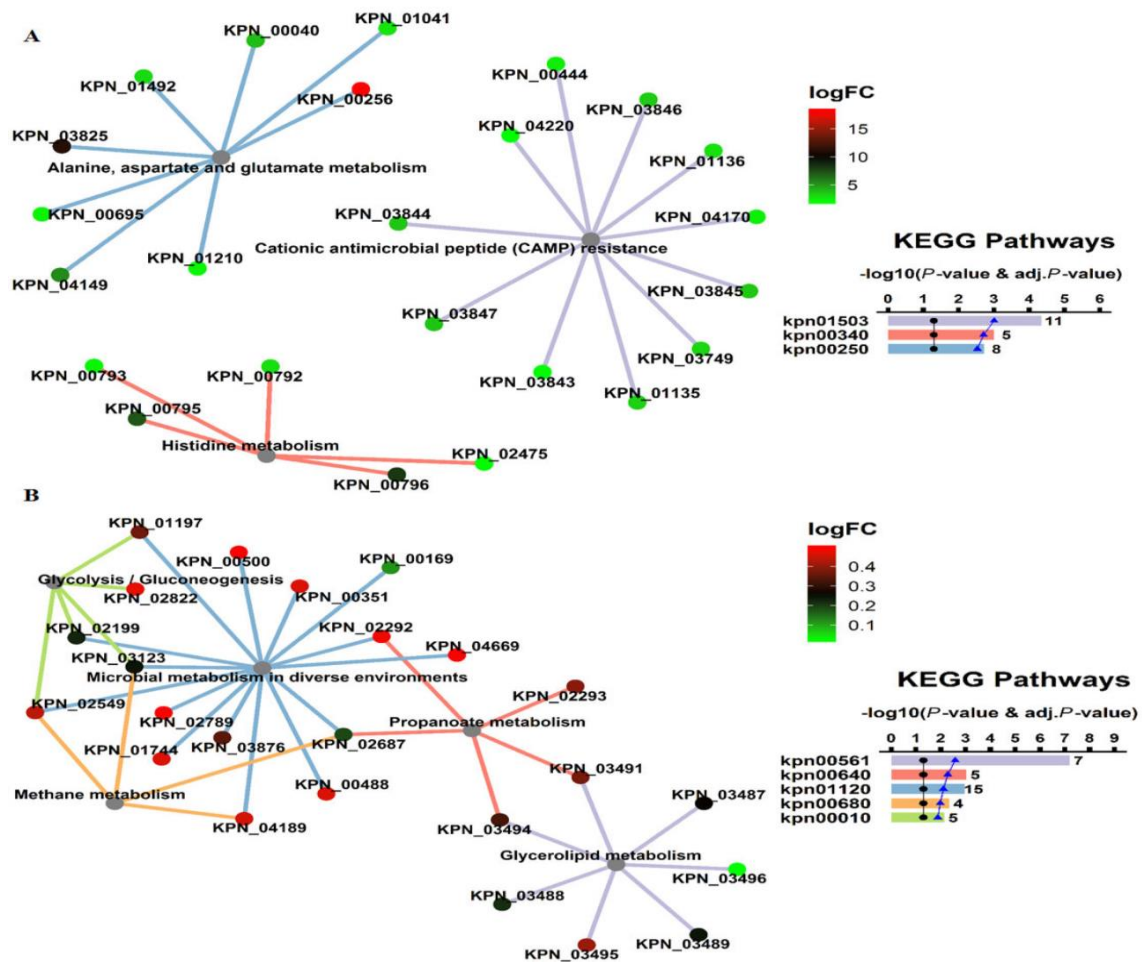 A
KPN_00040
KPN_01041
KPN_01492
KPN_00256
KPN_03825
Alanine, aspartate and glutamate metabolism
KPN_00695
KPN_01210
KPN_04149
KPN_00444
KPN_03846
KPN_04220
KPN_01136
KPN_03844
KPN_04170
Cationic antimicrobial peptide (CAMP) resistance
KPN_03845
KPN_03847
KPN_03749
KPN_03843
KPN_01135
KPN_00793
KPN_00792
KPN_00795
Histidine metabolism
KPN_02475
KPN_00796
logFC
15
10
5
KEGG Pathways
-log10(P-value & adj.P-value)
0 1 2 3 4 5 6
kpn01503 11
kpn00340 5
kpn00250 8
B
KPN_01197
KPN_00500
KPN_00169
Glycolysis / Gluconeogenesis
KPN_02822
KPN_00351
KPN_02199
KPN_02292
KPN_04669
KPN_03123
Microbial metabolism in diverse environments
KPN_02549
KPN_02789
KPN_02293
Propanoate metabolism
KPN_01744
KPN_03876
KPN_02687
KPN_00488
Methane metabolism
KPN_04189
KPN_03491
KPN_03487
KPN_03494
Glycerolipid metabolism
KPN_03496
KPN_03488
KPN_03495
KPN_03489
logFC
0.4
0.3
0.2
0.1
KEGG Pathways
-log10(P-value & adj.P-value)
0 1 2 3 4 5 6 7 8 9
kpn00561 7
kpn00640 5
kpn01120 15
kpn00680 4
kpn00010 5